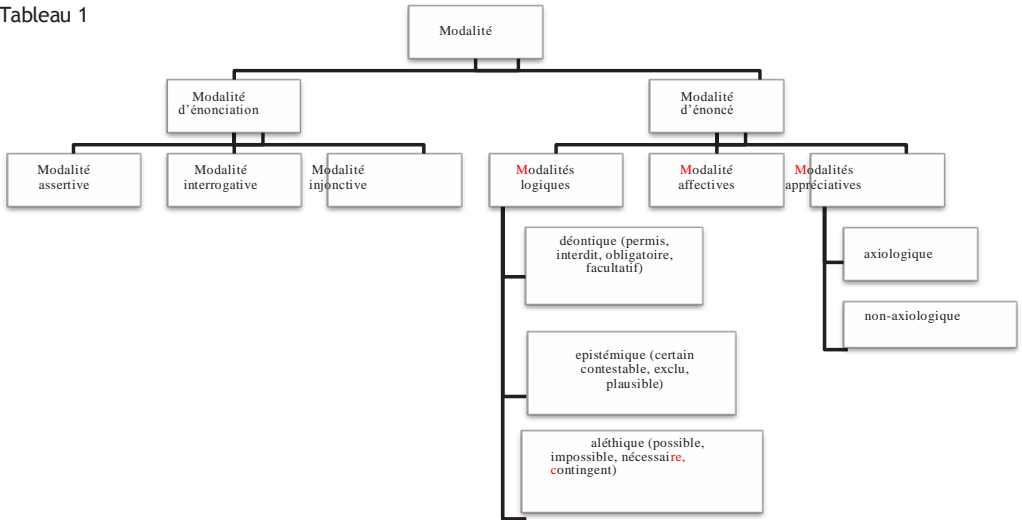 Tableau 1
Modalité
Modalité
d’énonciation
Modalité
d’énoncé
Modalité
assertive
Modalité
interrogative
Modalité
injonctive
Modalités
logiques
Modalité
affectives
Modalités
appréciatives
déontique (permis,
interdit, obligatoire,
facultatif)
axiologique
non-axiologique
epistémique (certain
contestable, exclu,
plausible)
aléthique (possible,
impossible, nécessaire,
contingent)